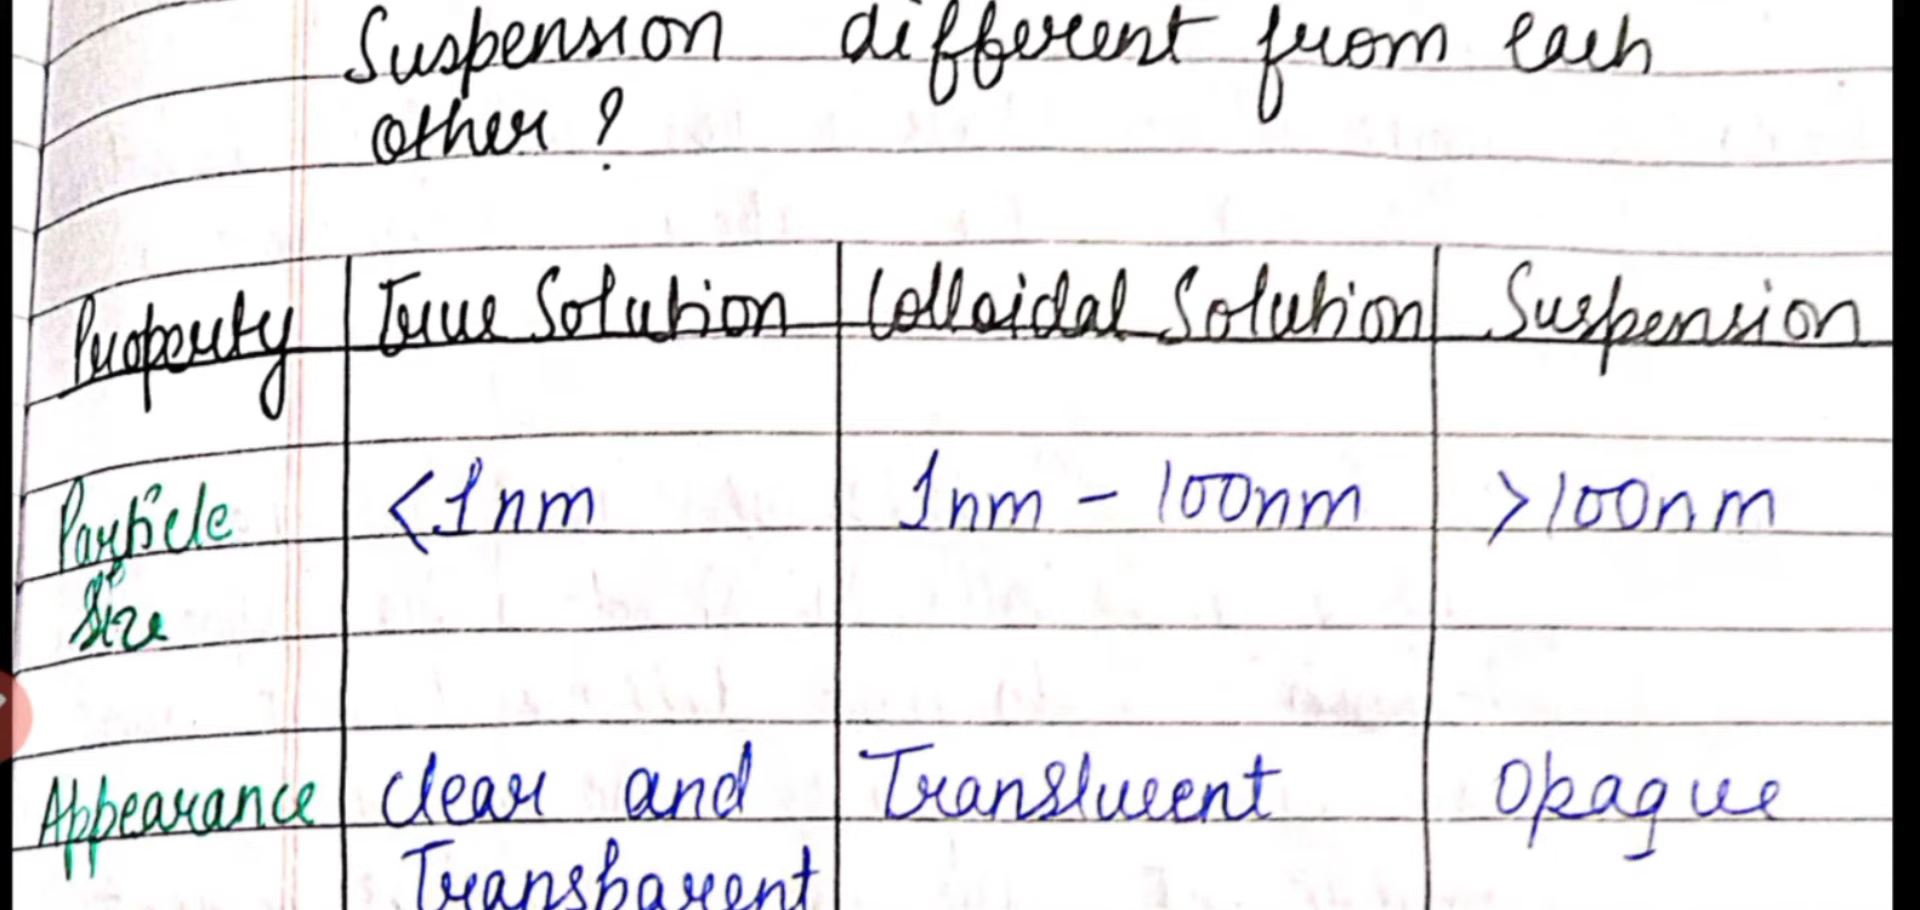 Suspension different from each
other ?
Property True Solution Colloidal Solution Suspension
Particle <1nm 1nm - 100nm >100nm
Size
Appearance clear and Translucent Opaque
Transparent